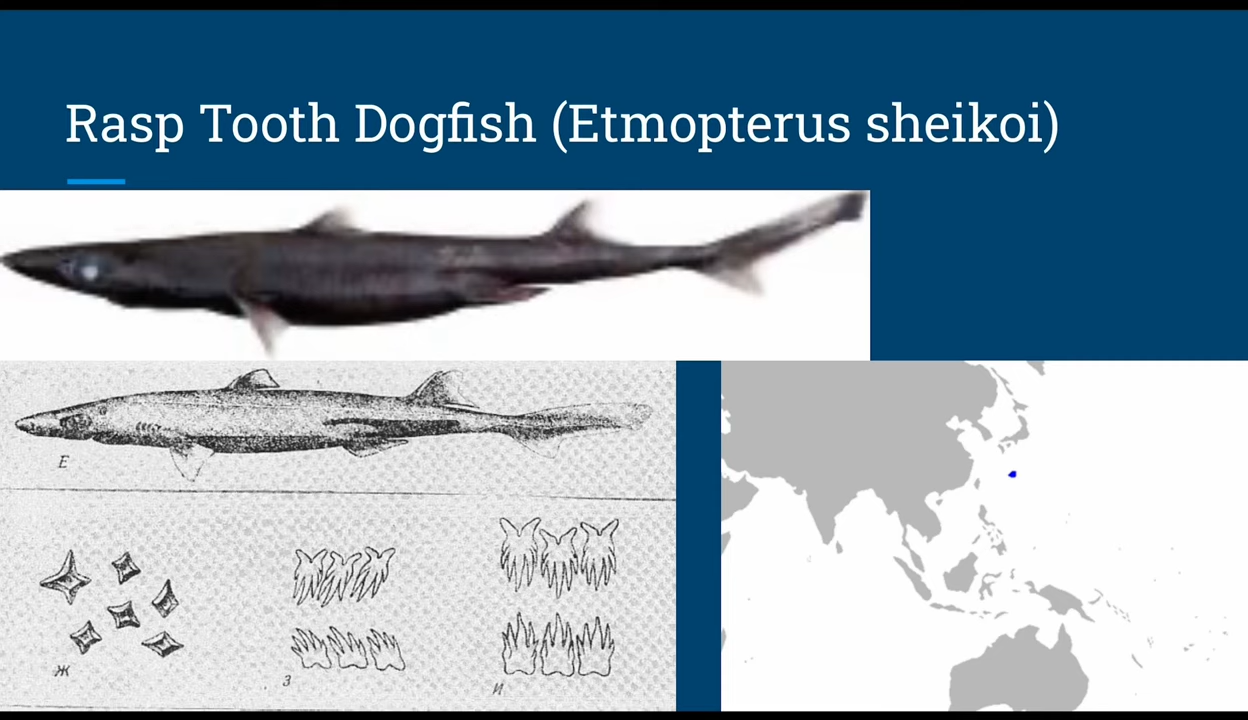 Rasp Tooth Dogfish (Etmopterus sheikoi)
E
Ж
З
И